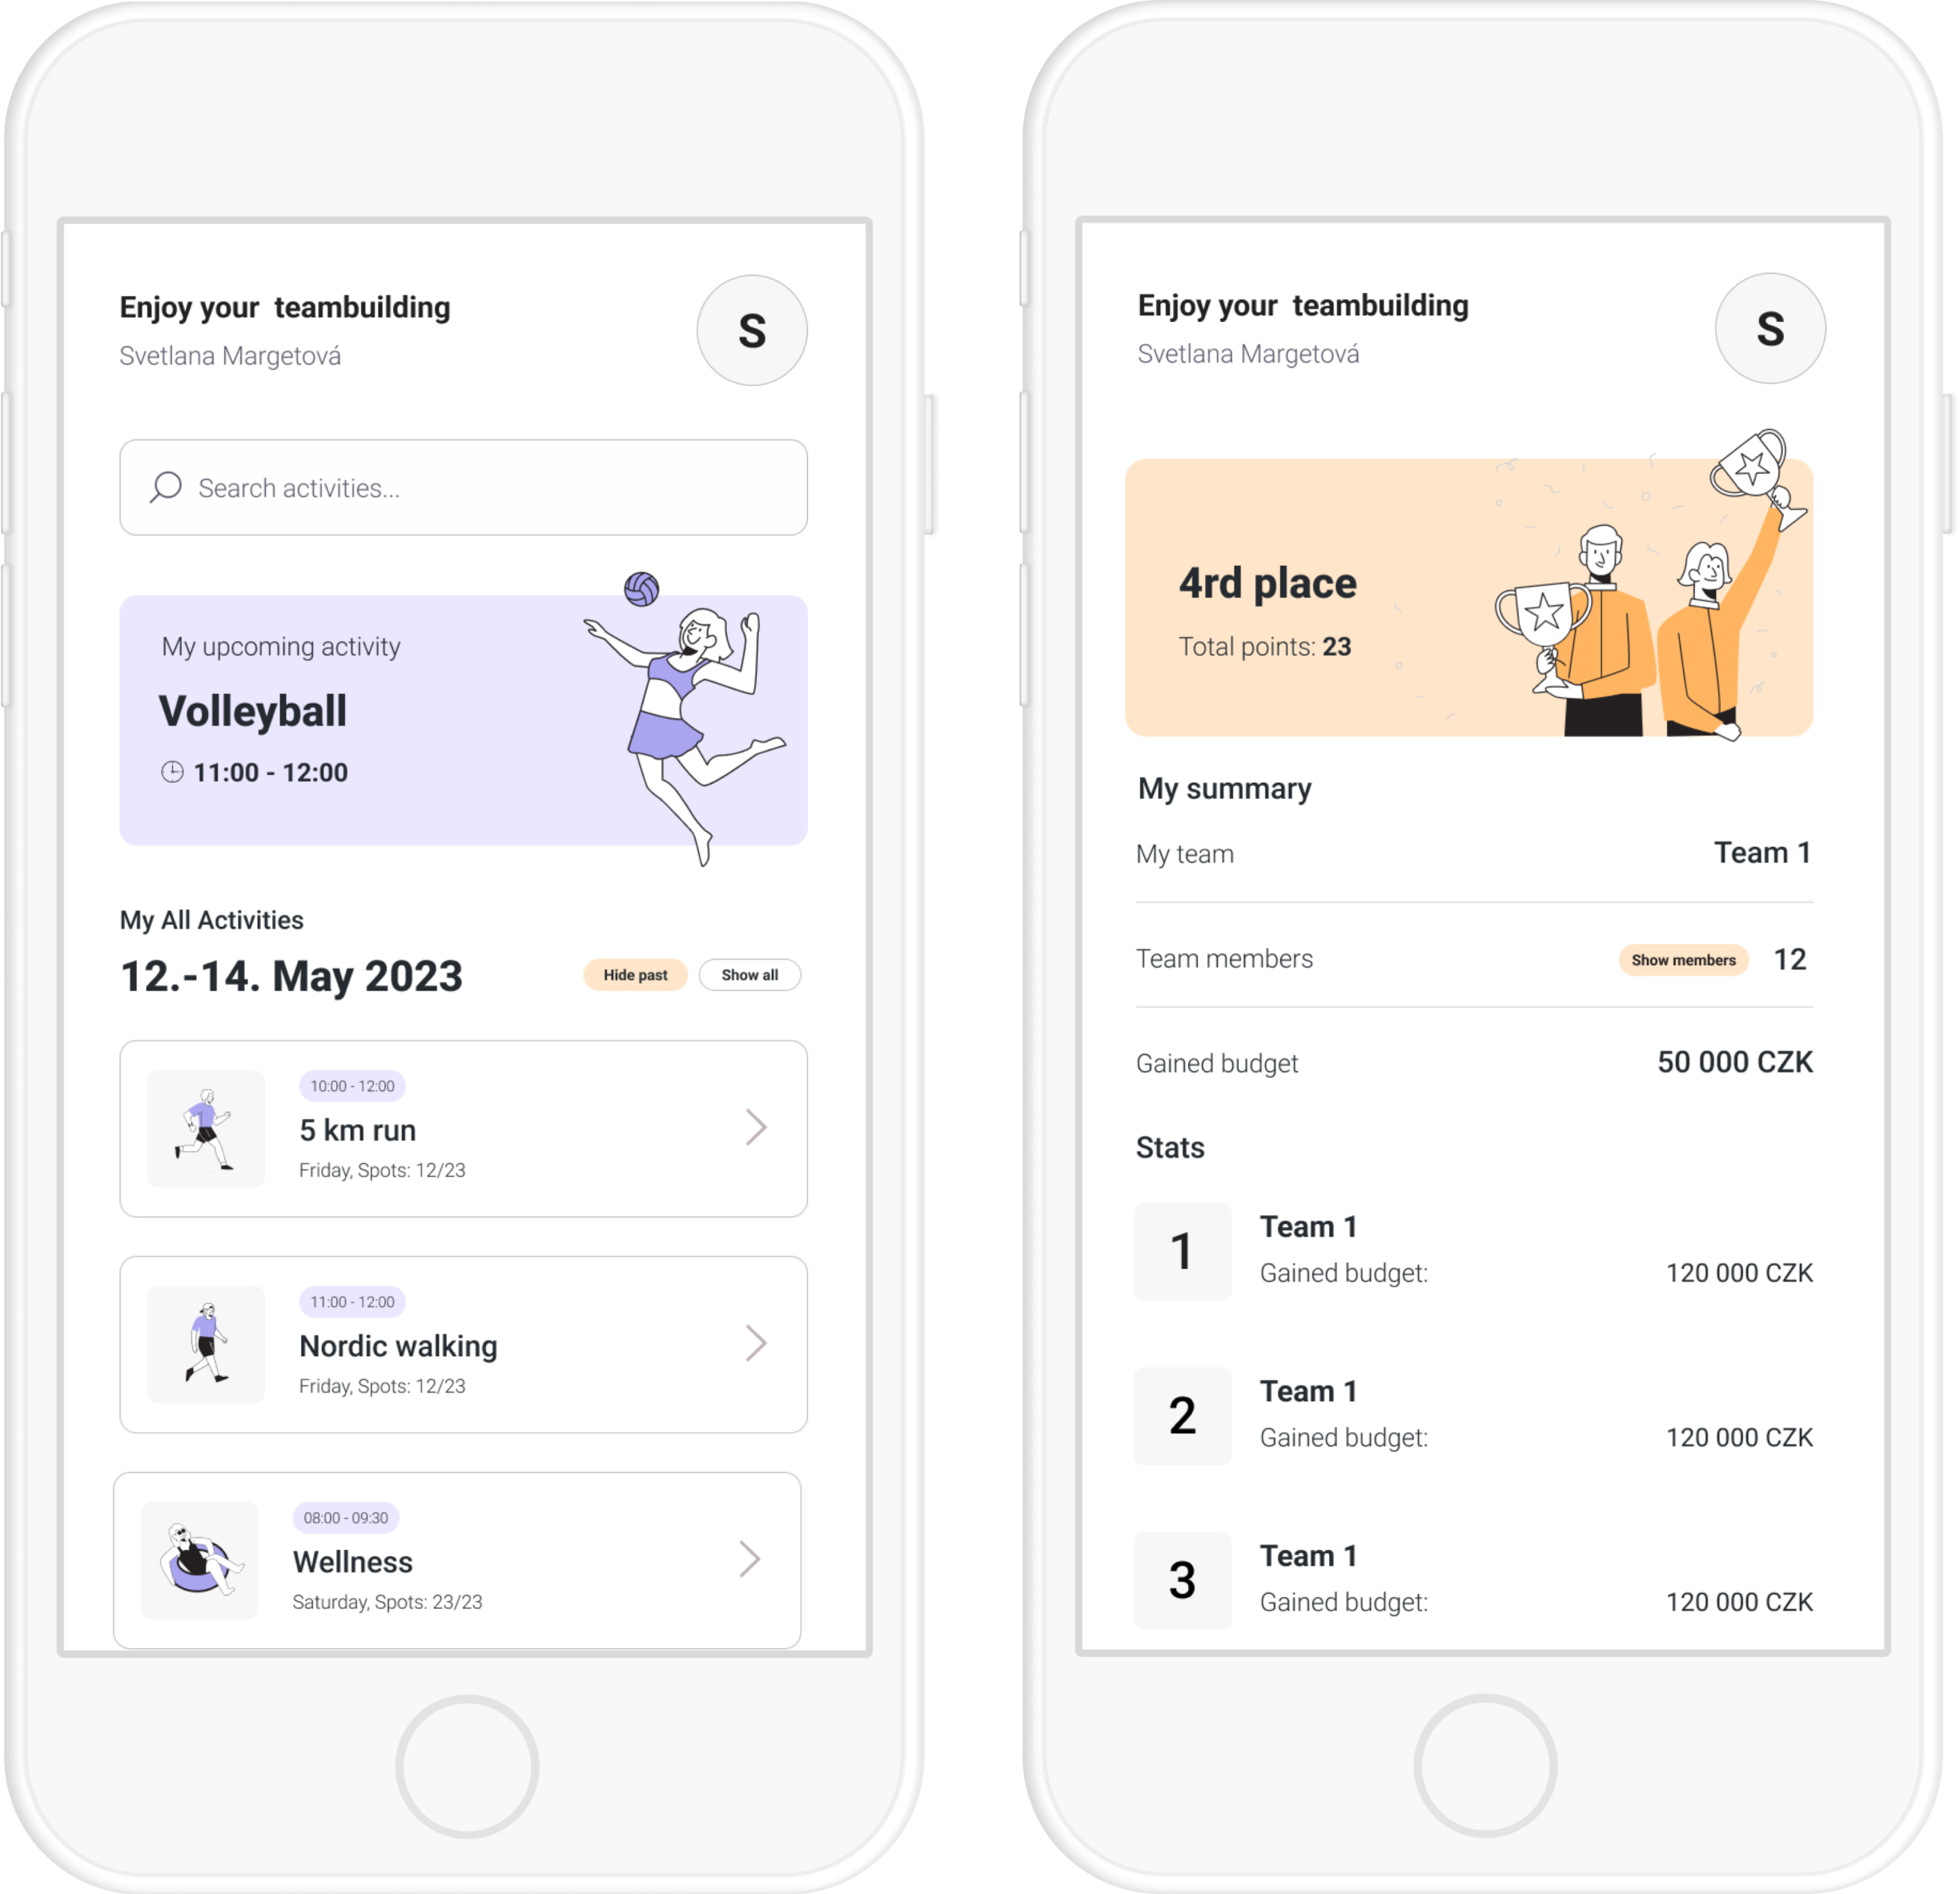 Enjoy your  teambuilding
Svetlana Margetová
S
Search activities...
My upcoming activity
Volleyball
11:00 - 12:00
My All Activities
12.-14. May 2023
Hide past
Show all
10:00 - 12:00
5 km run
Friday, Spots: 12/23
11:00 - 12:00
Nordic walking
Friday, Spots: 12/23
08:00 - 09:30
Wellness
Saturday, Spots: 23/23
Enjoy your  teambuilding
Svetlana Margetová
S
4rd place
Total points: 23
My summary
My team Team 1
Team members Show members 12
Gained budget 50 000 CZK
Stats
1
Team 1
Gained budget: 120 000 CZK
2
Team 1
Gained budget: 120 000 CZK
3
Team 1
Gained budget: 120 000 CZK